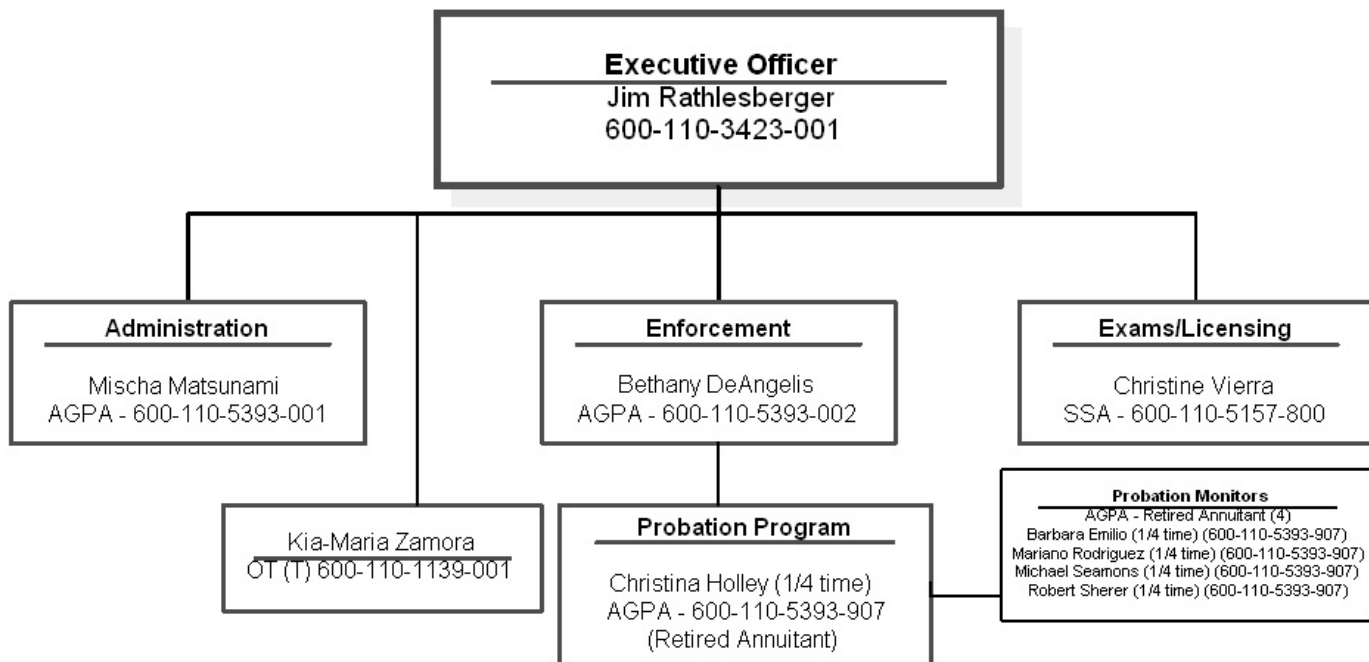 Executive Officer
Jim Rathlesberger
600-110-3423-001
Administration
Mischa Matsunami
AGPA - 600-110-5393-001
Enforcement
Bethany DeAngelis
AGPA - 600-110-5393-002
Exams/Licensing
Christine Vierra
SSA - 600-110-5157-800
Kia-Maria Zamora
OT (T) 600-110-1139-001
Probation Program
Christina Holley (1/4 time)
AGPA - 600-110-5393-907
(Retired Annuitant)
Probation Monitors
AGPA - Retired Annuitant (4)
Barbara Emilio (1/4 time) (600-110-5393-907)
Mariano Rodriguez (1/4 time) (600-110-5393-907)
Michael Seamons (1/4 time) (600-110-5393-907)
Robert Sherer (1/4 time) (600-110-5393-907)